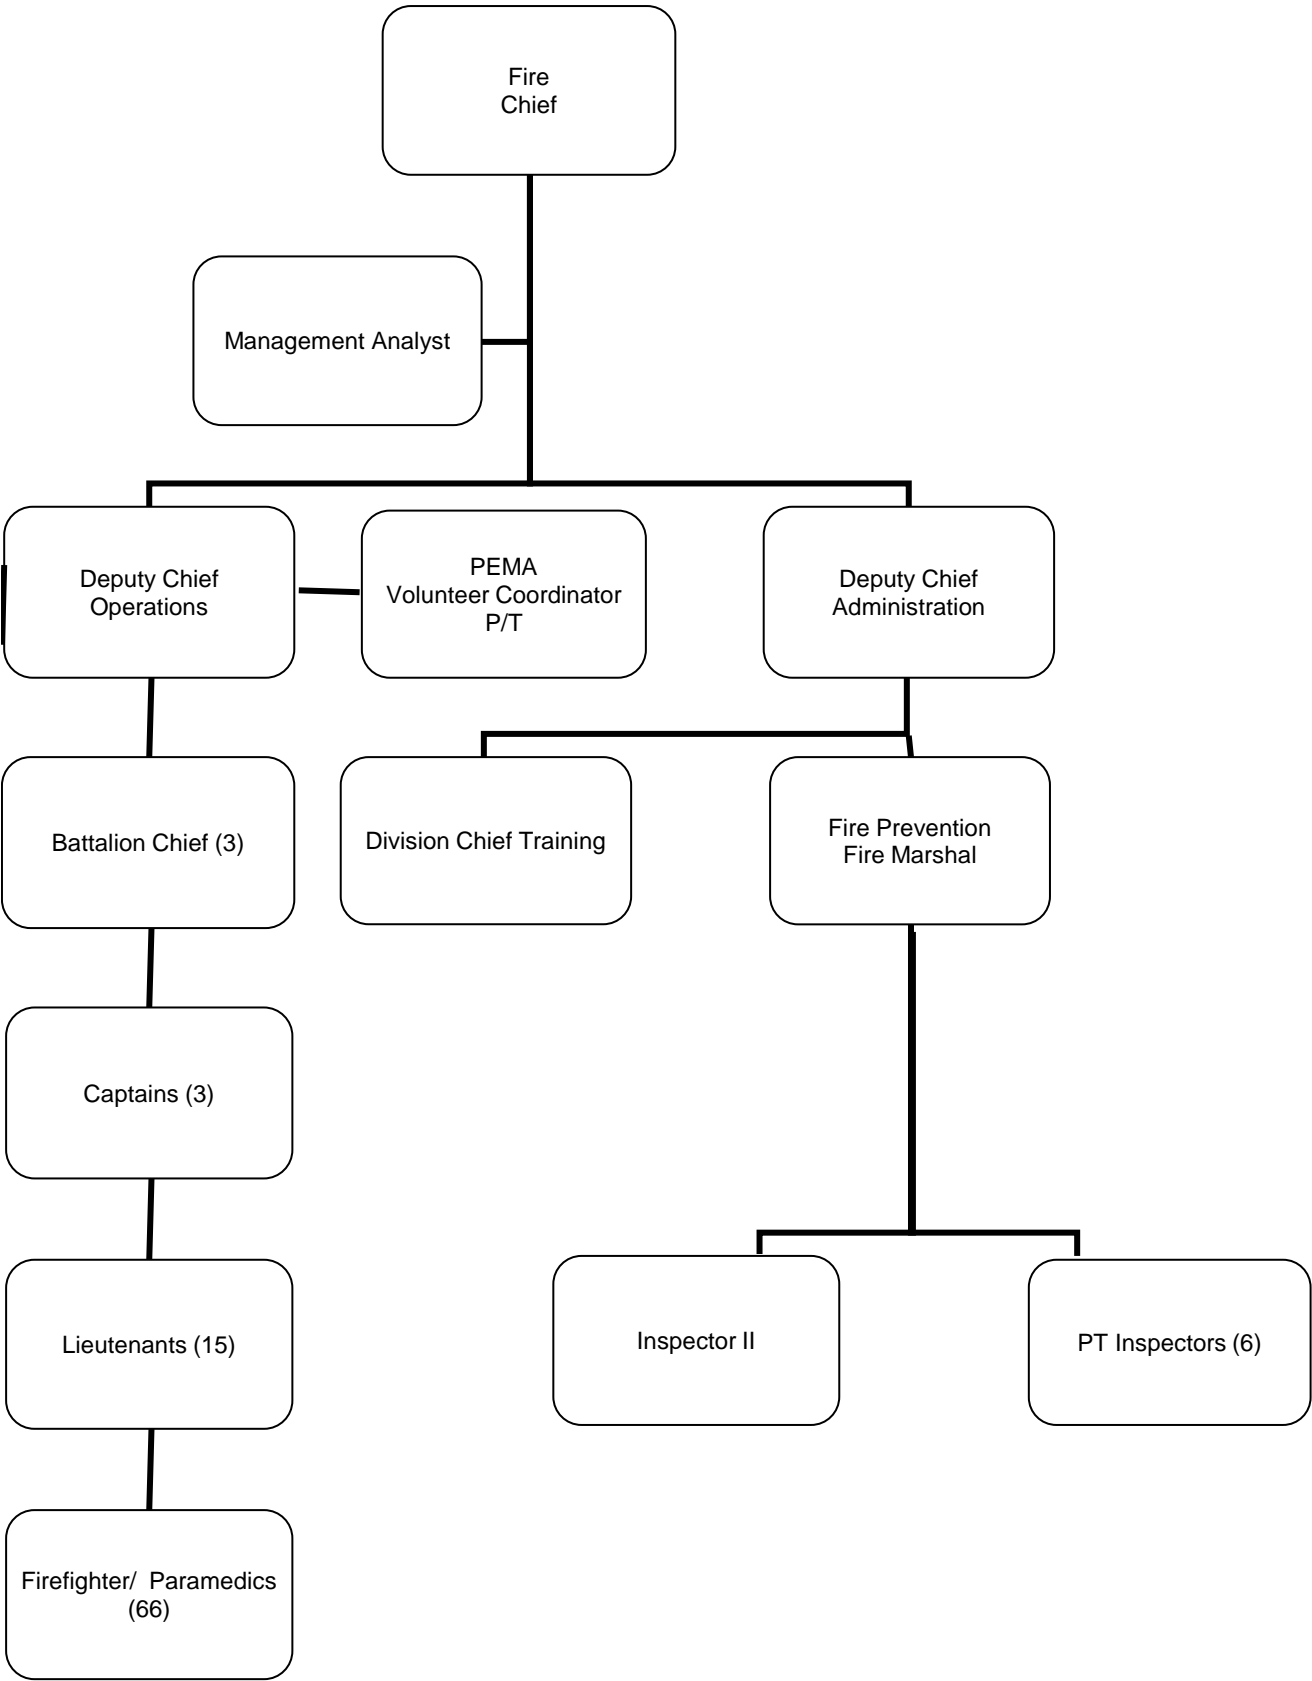 Fire
Chief
Management Analyst
Deputy Chief
Operations
PEMA
Volunteer Coordinator
P/T
Deputy Chief
Administration
Battalion Chief (3)
Division Chief Training
Fire Prevention
Fire Marshal
Captains (3)
Lieutenants (15)
Inspector II
PT Inspectors (6)
Firefighter/  Paramedics
(66)